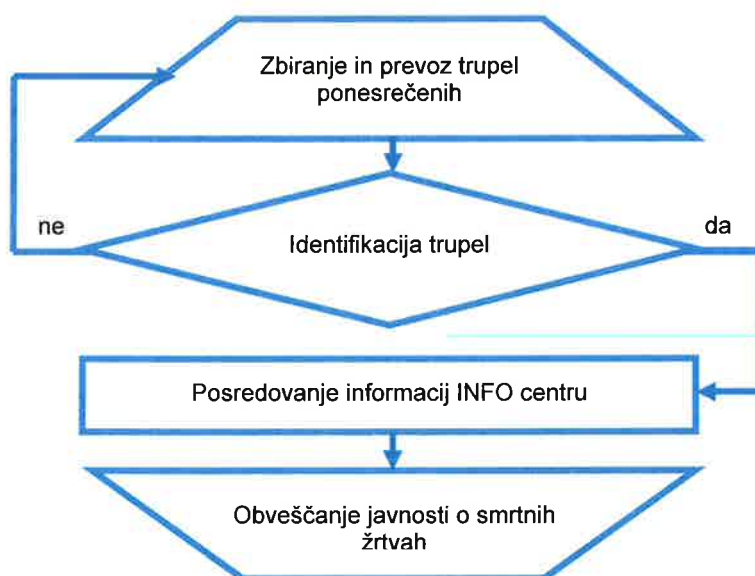 Zbiranje in prevoz trupel
ponesrečenih
ne
Identifikacija trupel
da
Posredovanje informacij INFO centru
Obveščanje javnosti o smrtnih
žrtvah